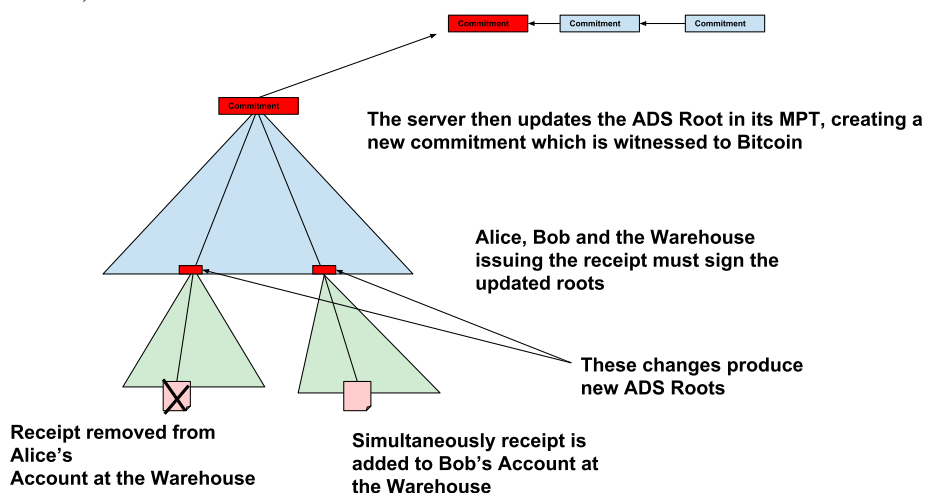 Commitment
Commitment
Commitment
Commitment
The server then updates the ADS Root in its MPT, creating a
new commitment which is witnessed to Bitcoin
Alice, Bob and the Warehouse
issuing the receipt must sign the
updated roots
These changes produce
new ADS Roots
Receipt removed from
Alice's
Account at the Warehouse
Simultaneously receipt is
added to Bob's Account at
the Warehouse